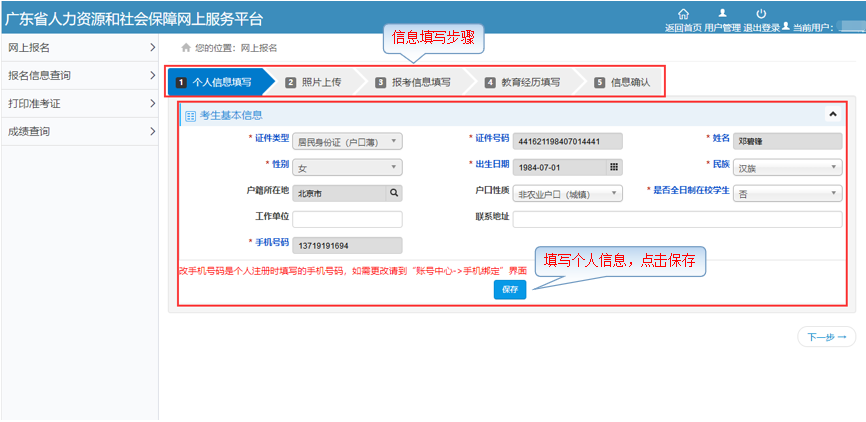 广东省人力资源和社会保障网上服务平台
返回首页 用户管理 退出登录 当前用户：
网上报名
报名信息查询
打印准考证
成绩查询
您的位置：网上报名
信息填写步骤
1 个人信息填写 2 照片上传 3 报考信息填写 4 教育经历填写 5 信息确认
考生基本信息
* 证件类型 居民身份证（户口薄） * 证件号码 441621198407014441 * 姓名 邓碧锋
* 性别 女 * 出生日期 1984-07-01 * 民族 汉族
户籍所在地 北京市 户口性质 非农业户口（城镇） * 是否全日制在校学生 否
工作单位 联系地址
* 手机号码 13719191694
改手机号码是个人注册时填写的手机号码，如需更改请到“账号中心->手机绑定”界面
填写个人信息，点击保存
保存
下一步 →